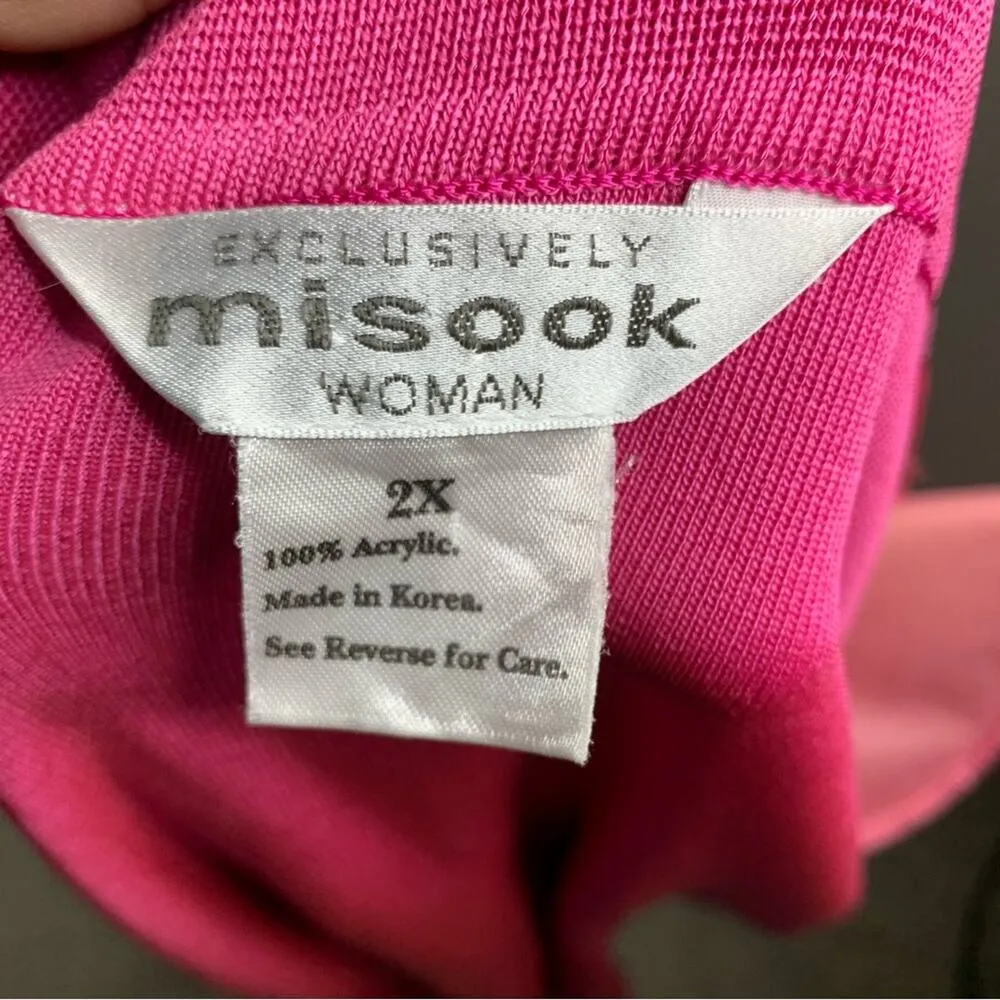 EXCLUSIVELY
misook
WOMAN
2X
100% Acrylic.
Made in Korea.
See Reverse for Care.